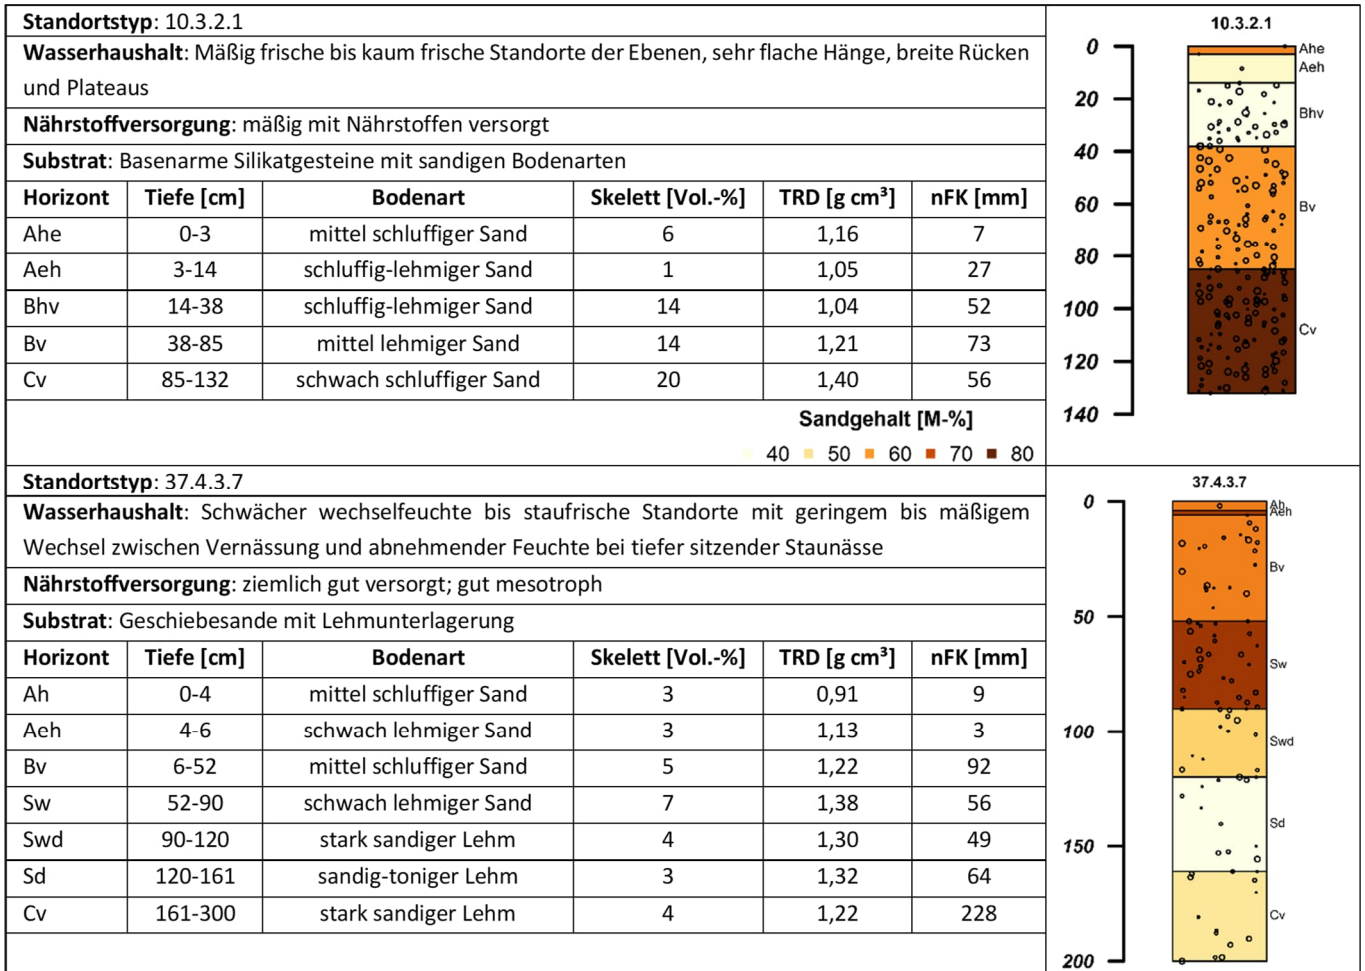 Standortstyp: 10.3.2.1
Wasserhaushalt: Mäßig frische bis kaum frische Standorte der Ebenen, sehr flache Hänge, breite Rücken
und Plateaus
Nährstoffversorgung: mäßig mit Nährstoffen versorgt
Substrat: Basenarme Silikatgesteine mit sandigen Bodenarten
Horizont Tiefe [cm] Bodenart Skelett [Vol.-%] TRD [g cm³] nFK [mm]
Ahe 0-3 mittel schluffiger Sand 6 1,16 7
Aeh 3-14 schluffig-lehmiger Sand 1 1,05 27
Bhv 14-38 schluffig-lehmiger Sand 14 1,04 52
Bv 38-85 mittel lehmiger Sand 14 1,21 73
Cv 85-132 schwach schluffiger Sand 20 1,40 56
Sandgehalt [M-%]
40 50 60 70 80
10.3.2.1
0
20
40
60
80
100
120
140
Ahe
Aeh
Bhv
Bv
Cv
Standortstyp: 37.4.3.7
Wasserhaushalt: Schwächer wechselfeuchte bis staufrische Standorte mit geringem bis mäßigem
Wechsel zwischen Vernässung und abnehmender Feuchte bei tiefer sitzender Staunässe
Nährstoffversorgung: ziemlich gut versorgt; gut mesotroph
Substrat: Geschiebesande mit Lehmunterlagerung
Horizont Tiefe [cm] Bodenart Skelett [Vol.-%] TRD [g cm³] nFK [mm]
Ah 0-4 mittel schluffiger Sand 3 0,91 9
Aeh 4-6 schwach lehmiger Sand 3 1,13 3
Bv 6-52 mittel schluffiger Sand 5 1,22 92
Sw 52-90 schwach lehmiger Sand 7 1,38 56
Swd 90-120 stark sandiger Lehm 4 1,30 49
Sd 120-161 sandig-toniger Lehm 3 1,32 64
Cv 161-300 stark sandiger Lehm 4 1,22 228
37.4.3.7
0
50
100
150
200
Ah
Aeh
Bv
Sw
Swd
Sd
Cv